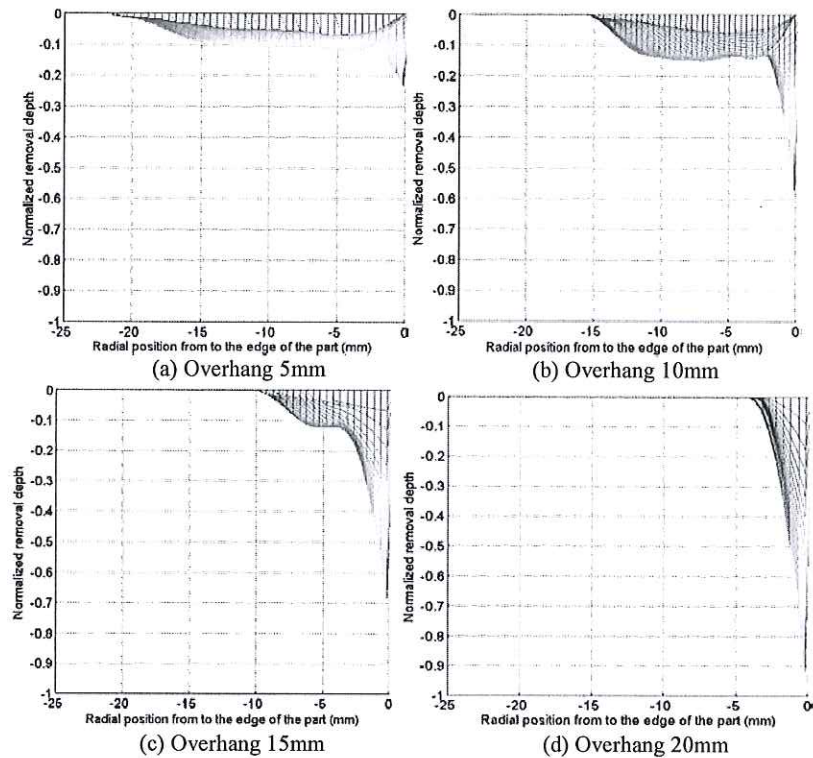 0
-0.1
-0.2
-0.3
-0.4
-0.5
-0.6
-0.7
-0.8
-0.9
-1
Normalized removal depth
-25 -20 -15 -10 -5 0
Radial position from to the edge of the part (mm)
(a) Overhang 5mm
0
-0.1
-0.2
-0.3
-0.4
-0.5
-0.6
-0.7
-0.8
-0.9
-1
Normalized removal depth
-25 -20 -15 -10 -5 0
Radial position from to the edge of the part (mm)
(b) Overhang 10mm
0
-0.1
-0.2
-0.3
-0.4
-0.5
-0.6
-0.7
-0.8
-0.9
-1
Normalized removal depth
-25 -20 -15 -10 -5 0
Radial position from to the edge of the part (mm)
(c) Overhang 15mm
0
-0.1
-0.2
-0.3
-0.4
-0.5
-0.6
-0.7
-0.8
-0.9
-1
Normalized removal depth
-25 -20 -15 -10 -5 0
Radial position from to the edge of the part (mm)
(d) Overhang 20mm